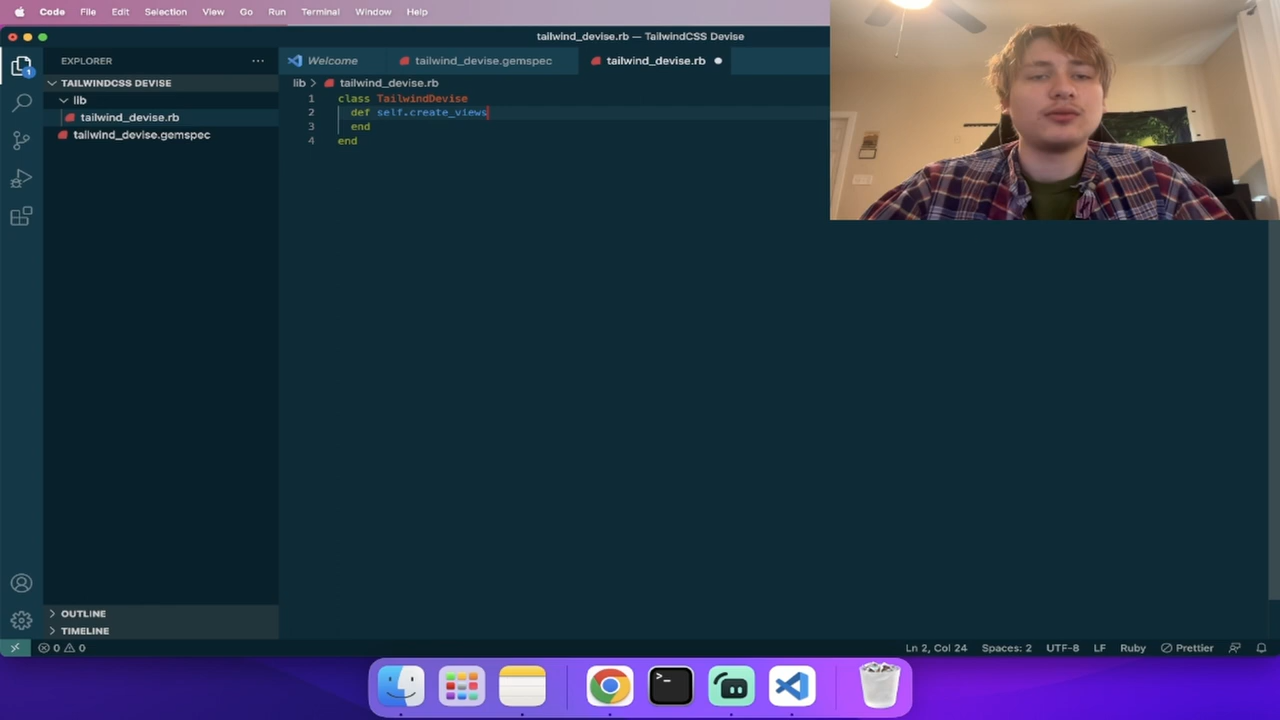 Code File Edit Selection View Go Run Terminal Window Help
tailwind_devise.rb — TailwindCSS Devise
EXPLORER
Welcome
tailwind_devise.gemspec
tailwind_devise.rb
TAILWINDCSS DEVISE
lib
tailwind_devise.rb
tailwind_devise.gemspec
lib > tailwind_devise.rb
1 class TailwindDevise
2 def self.create_views
3 end
4 end
1
OUTLINE
TIMELINE
0 0
Ln 2, Col 24 Spaces: 2 UTF-8 LF Ruby Prettier